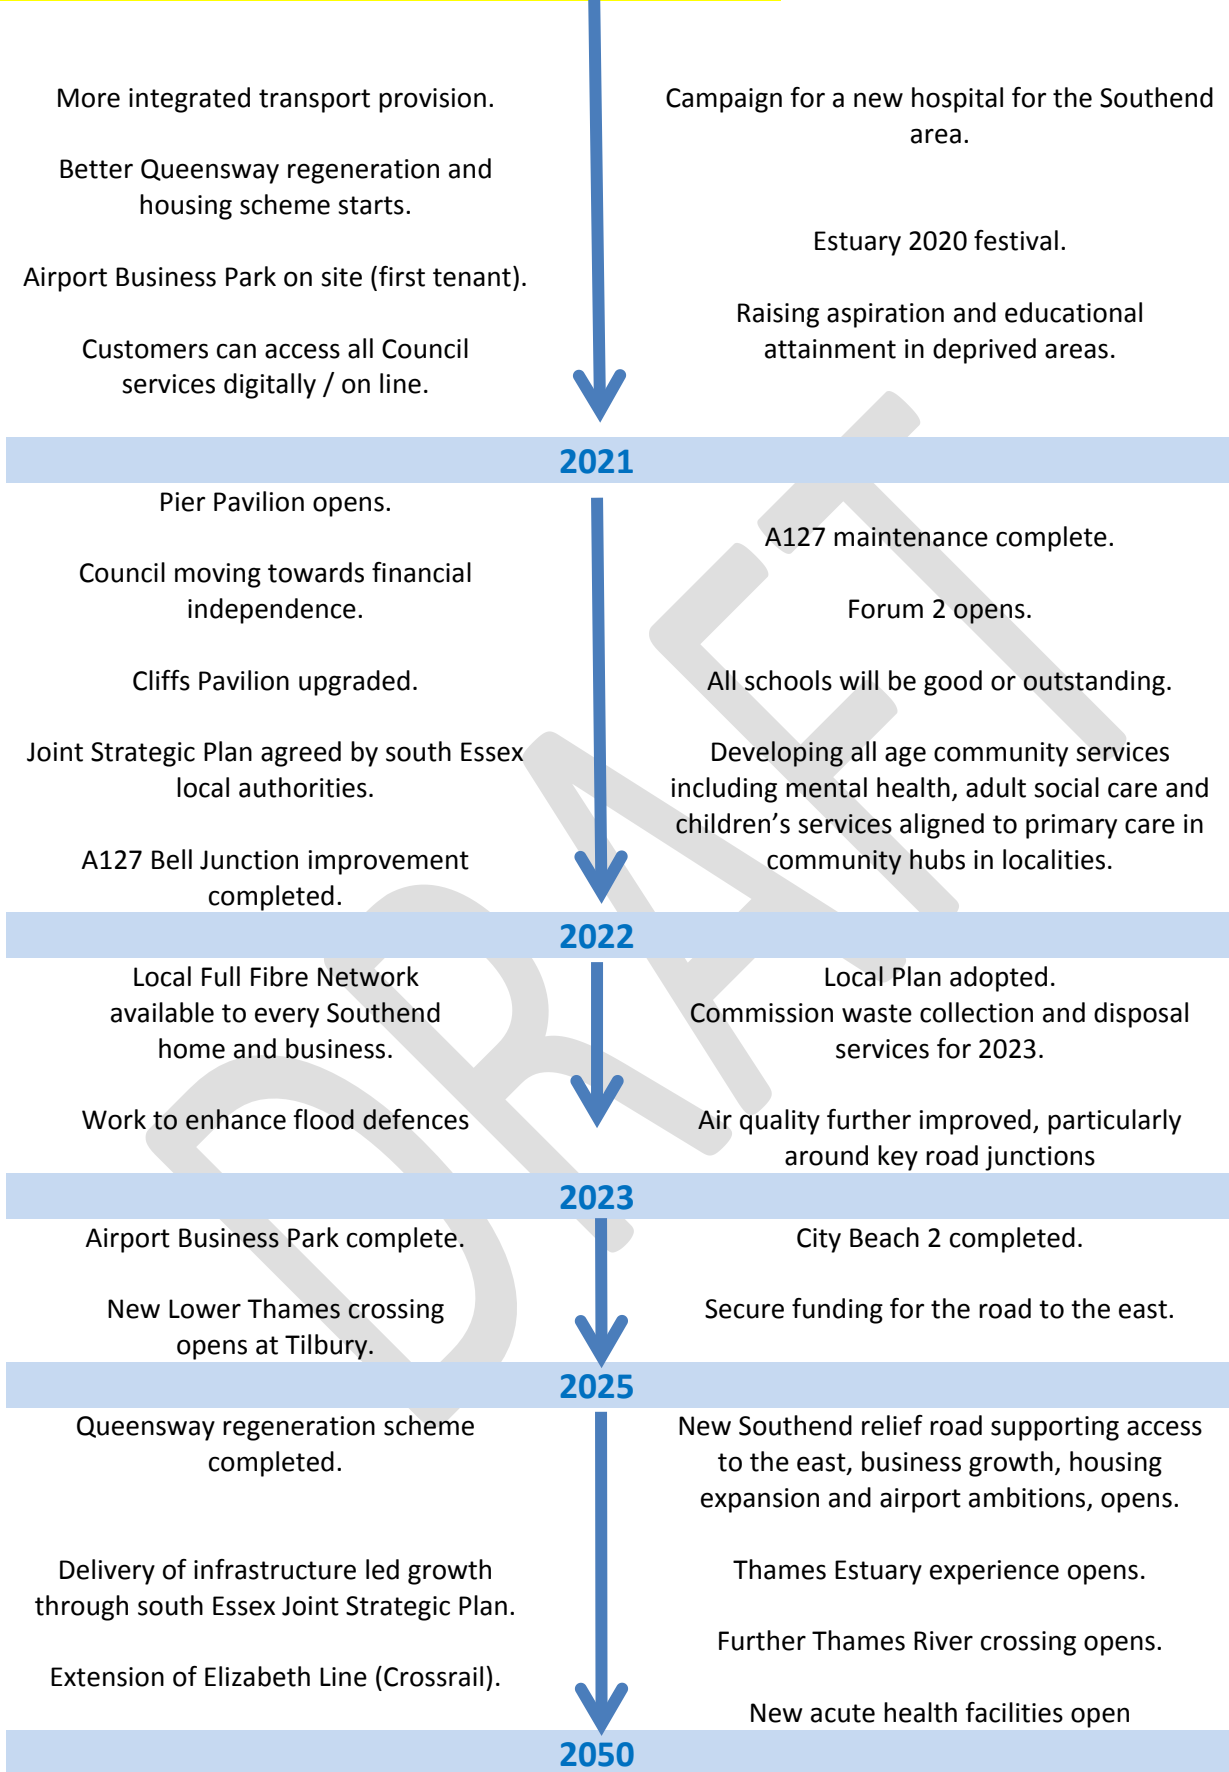 More integrated transport provision.
Better Queensway regeneration and
housing scheme starts.
Airport Business Park on site (first tenant).
Customers can access all Council
services digitally / on line.
Campaign for a new hospital for the Southend
area.
Estuary 2020 festival.
Raising aspiration and educational
attainment in deprived areas.
2021
Pier Pavilion opens.
Council moving towards financial
independence.
Cliffs Pavilion upgraded.
Joint Strategic Plan agreed by south Essex
local authorities.
A127 Bell Junction improvement
completed.
A127 maintenance complete.
Forum 2 opens.
All schools will be good or outstanding.
Developing all age community services
including mental health, adult social care and
children’s services aligned to primary care in
community hubs in localities.
2022
Local Full Fibre Network
available to every Southend
home and business.
Work to enhance flood defences
Local Plan adopted.
Commission waste collection and disposal
services for 2023.
Air quality further improved, particularly
around key road junctions
2023
Airport Business Park complete.
New Lower Thames crossing
opens at Tilbury.
City Beach 2 completed.
Secure funding for the road to the east.
2025
Queensway regeneration scheme
completed.
Delivery of infrastructure led growth
through south Essex Joint Strategic Plan.
Extension of Elizabeth Line (Crossrail).
New Southend relief road supporting access
to the east, business growth, housing
expansion and airport ambitions, opens.
Thames Estuary experience opens.
Further Thames River crossing opens.
New acute health facilities open
2050
DRAFT